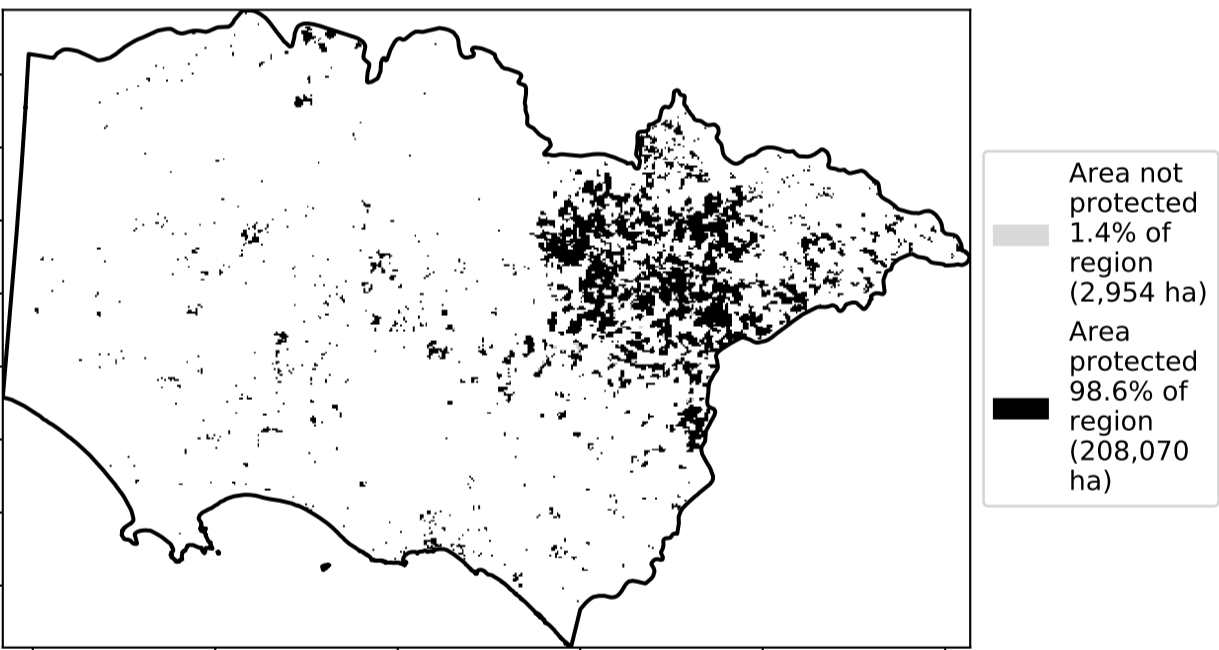 Area not
protected
1.4% of
region
(2,954 ha)
Area
protected
98.6% of
region
(208,070
ha)